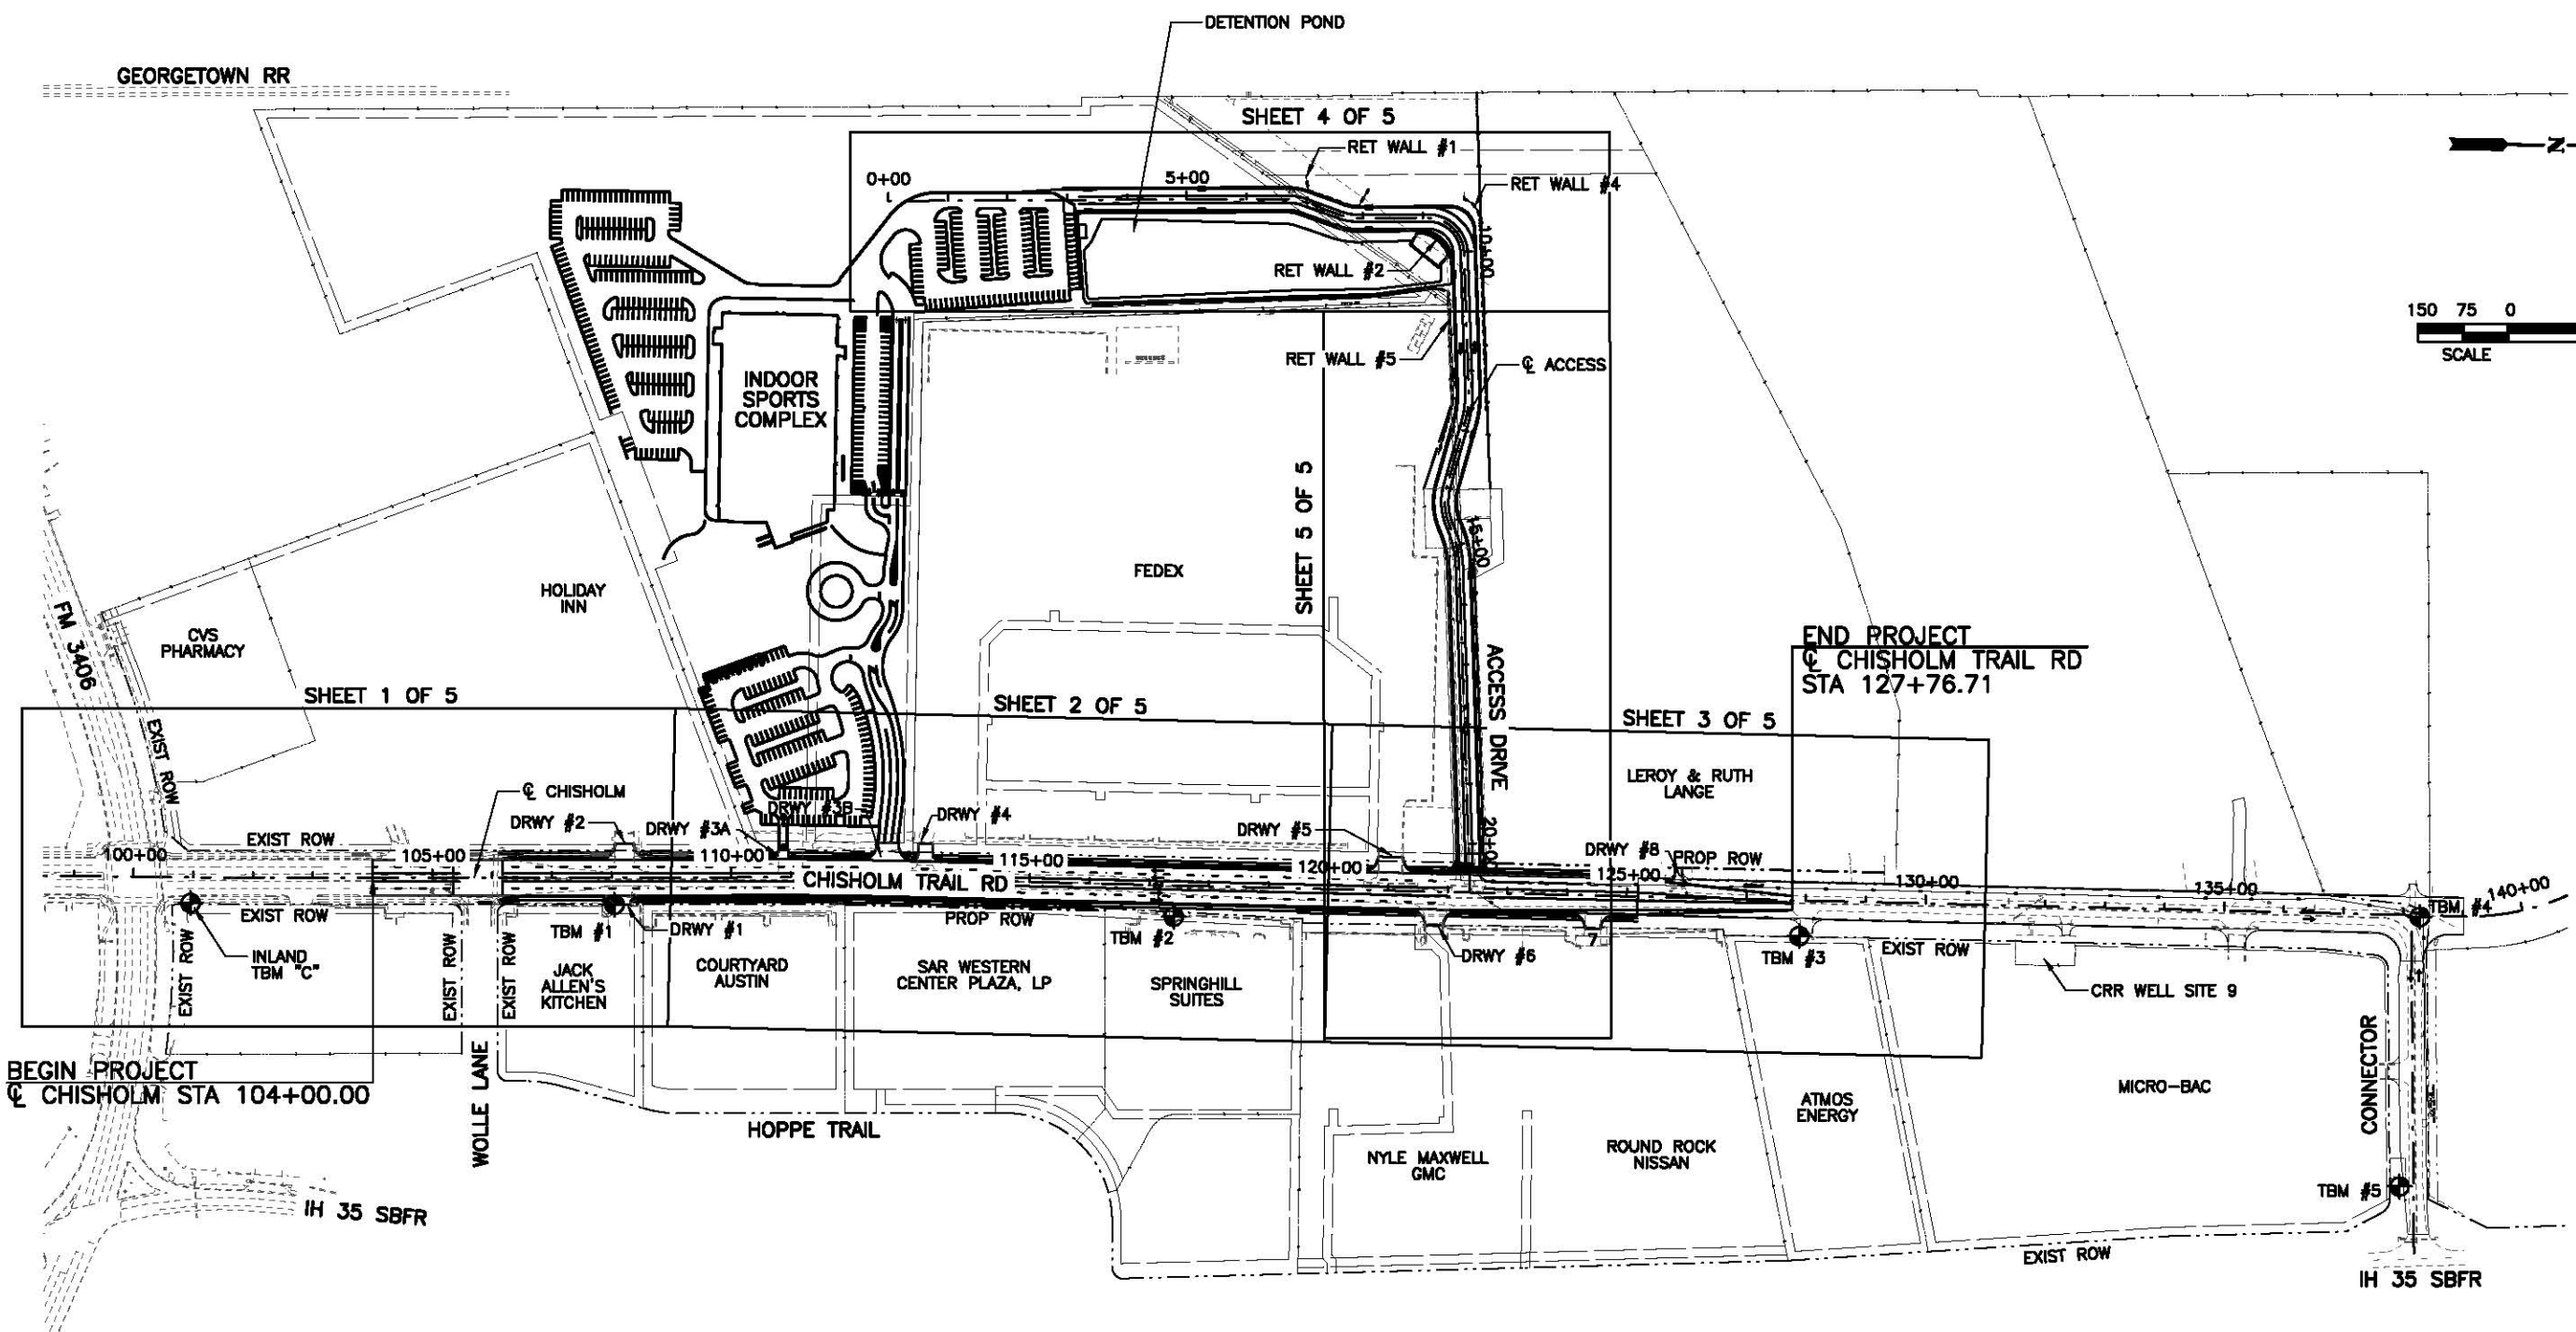 DETENTION POND
GEORGETOWN RR
SHEET 4 OF 5
RET WALL #1
N
0+00
5+00
RET WALL #4
10+00
RET WALL #2
150 75 0
SCALE
RET WALL #5
℄ ACCESS
INDOOR
SPORTS
COMPLEX
SHEET 5 OF 5
15+00
FEDEX
HOLIDAY
INN
CVS
PHARMACY
FM 3406
END PROJECT
℄ CHISHOLM TRAIL RD
STA 127+76.71
ACCESS DRIVE
SHEET 1 OF 5
SHEET 2 OF 5
SHEET 3 OF 5
EXIST ROW
LEROY & RUTH
LANGE
℄ CHISHOLM
DRWY #3B
DRWY #2
DRWY #3A
DRWY #4
DRWY #5
20+00
EXIST ROW
DRWY #8
PROP ROW
100+00
105+00
110+00
115+00
120+00
125+00
130+00
135+00
140+00
CHISHOLM TRAIL RD
EXIST ROW
PROP ROW
TBM #4
TBM #1
DRWY #1
TBM #2
7
EXIST ROW
INLAND
TBM "C"
DRWY #6
TBM #3
EXIST ROW
EXIST ROW
EXIST ROW
JACK
ALLEN'S
KITCHEN
COURTYARD
AUSTIN
SAR WESTERN
CENTER PLAZA, LP
SPRINGHILL
SUITES
CRR WELL SITE 9
BEGIN PROJECT
℄ CHISHOLM STA 104+00.00
WOLLE LANE
HOPPE TRAIL
CONNECTOR
MICRO-BAC
ATMOS
ENERGY
NYLE MAXWELL
GMC
ROUND ROCK
NISSAN
TBM #5
IH 35 SBFR
EXIST ROW
IH 35 SBFR